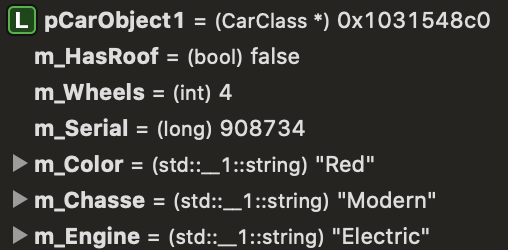 L pCarObject1 = (CarClass *) 0x1031548c0
m_HasRoof = (bool) false
m_Wheels = (int) 4
m_Serial = (long) 908734
m_Color = (std::__1::string) "Red"
m_Chasse = (std::__1::string) "Modern"
m_Engine = (std::__1::string) "Electric"